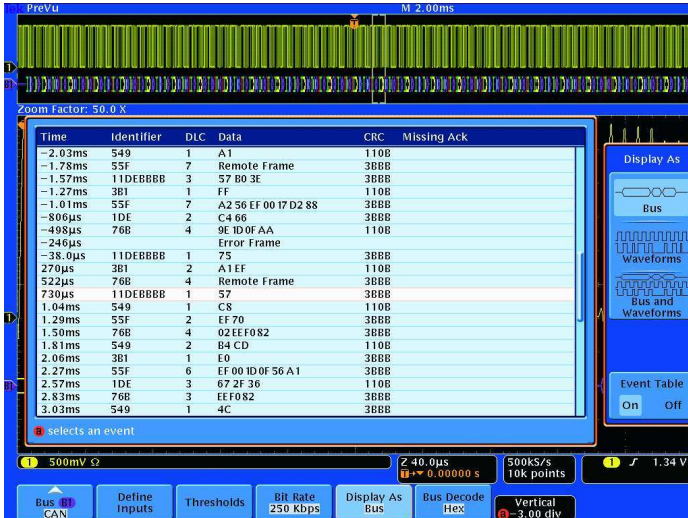 Tek PreVu M 2.00ms
T
1
B1
Zoom Factor: 50.0 X
Time Identifier DLC Data CRC Missing Ack
-2.03ms 549 1 A1 110B
-1.78ms 55F 7 Remote Frame 3BBB
-1.57ms 11DEBBBB 3 57 B0 3E 3BBB
-1.27ms 3B1 1 FF 110B
-1.01ms 55F 7 A2 56 EF 00 17 D2 88 3BBB
-806µs 1DE 2 C4 66 3BBB
-498µs 76B 4 9E 1D 0F AA 110B
-246µs Error Frame
-38.0µs 11DEBBBB 1 75 3BBB
270µs 3B1 2 A1 EF 110B
522µs 76B 4 Remote Frame 3BBB
730µs 11DEBBBB 1 57 3BBB
1.04ms 549 1 C8 110B
1.29ms 55F 2 EF 70 3BBB
1.50ms 76B 4 02 EE F0 82 3BBB
1.81ms 549 2 B4 CD 110B
2.06ms 3B1 1 E0 3BBB
2.27ms 55F 6 EF 00 1D 0F 56 A1 3BBB
2.57ms 1DE 3 67 2F 36 110B
2.83ms 76B 3 EE F0 82 3BBB
3.03ms 549 1 4C 3BBB
a selects an event
Display As
Bus
Waveforms
Bus and
Waveforms
Event Table
On Off
1
B1
1 500mV Ω
Z 40.0µs
T→▼ 0.00000 s
500kS/s
10k points
1 1.34 V
Bus B1
CAN
Define
Inputs
Thresholds
Bit Rate
250 Kbps
Display As
Bus
Bus Decode
Hex
Vertical
a -3.00 div